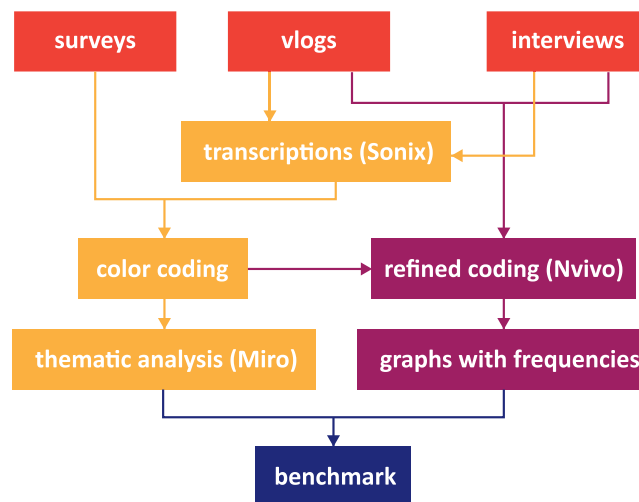 surveys
vlogs
interviews
transcriptions (Sonix)
color coding
refined coding (Nvivo)
thematic analysis (Miro)
graphs with frequencies
benchmark